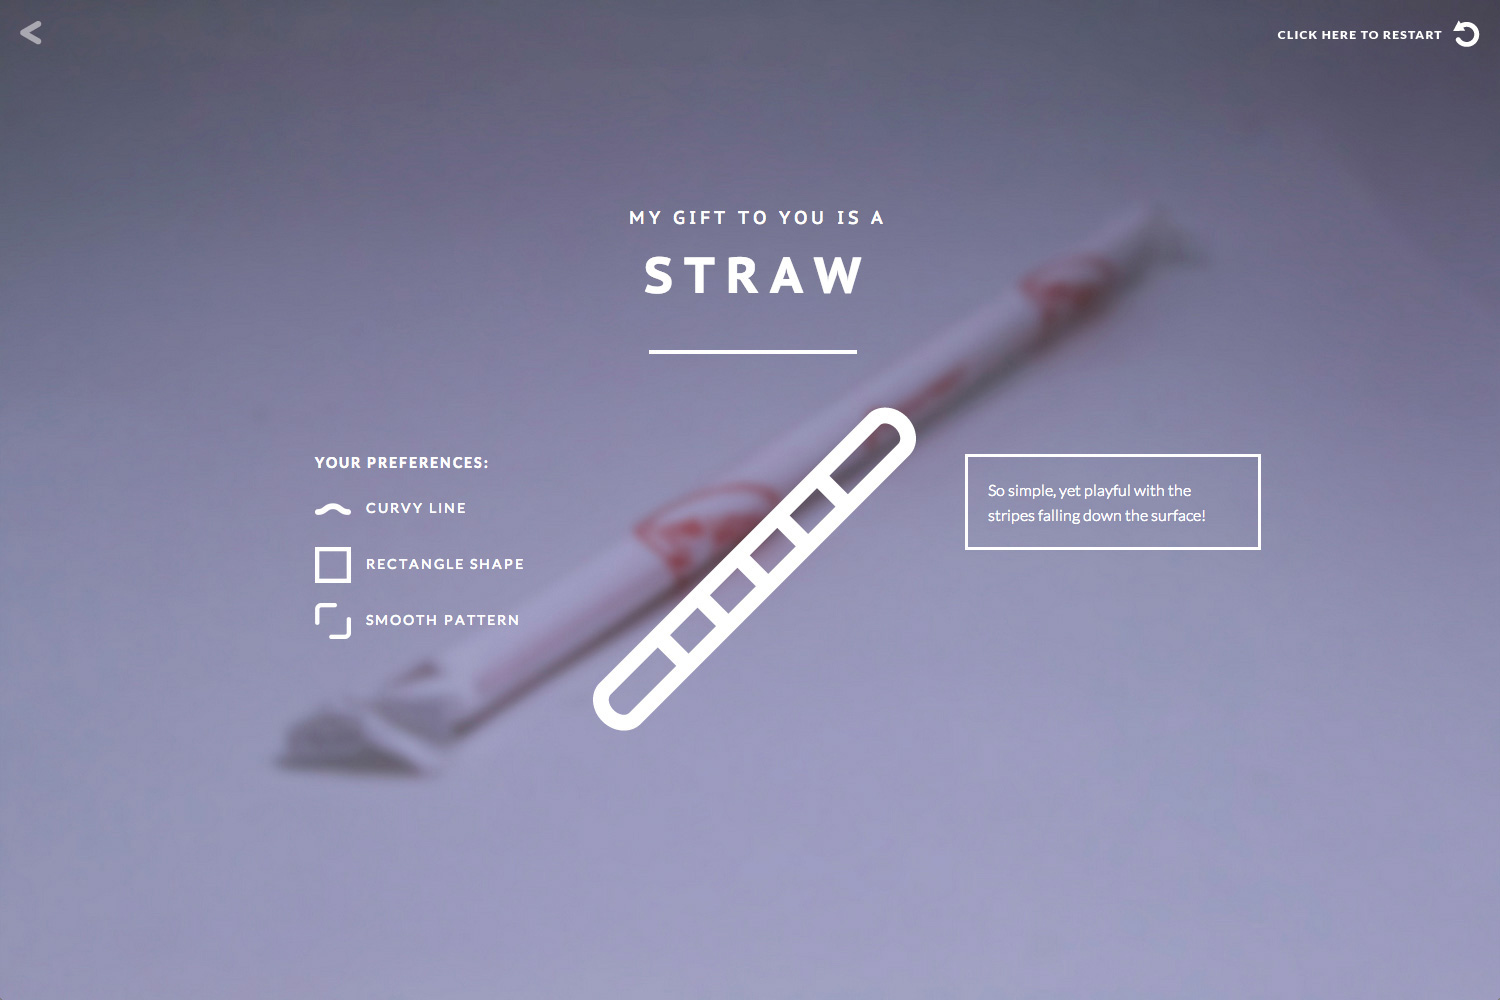 CLICK HERE TO RESTART
MY GIFT TO YOU IS A
STRAW
YOUR PREFERENCES:
CURVY LINE
RECTANGLE SHAPE
SMOOTH PATTERN
So simple, yet playful with the
stripes falling down the surface!